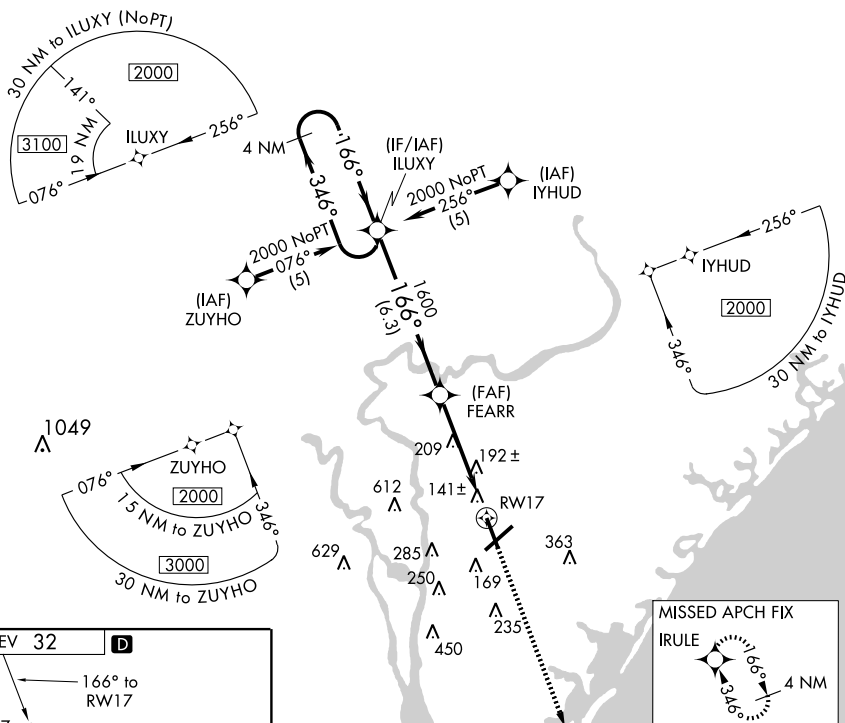 30 NM to ILUXY (NoPT)
2000
141°
3100
19 NM
ILUXY
256°
076°
4 NM
166°
346°
(IF/IAF)
ILUXY
2000 NoPT
256°
(5)
(IAF)
IYHUD
2000 NoPT
076°
(5)
(IAF)
ZUYHO
1600
166°
(6.3)
256°
IYHUD
2000
346°
30 NM to IYHUD
(FAF)
FEARR
1049
209
192 ±
141±
RW17
612
629
285
250
169
363
235
450
076°
ZUYHO
2000
15 NM to ZUYHO
346°
3000
30 NM to ZUYHO
EV 32
D
166° to
RW17
MISSED APCH FIX
IRULE
166°
346°
4 NM